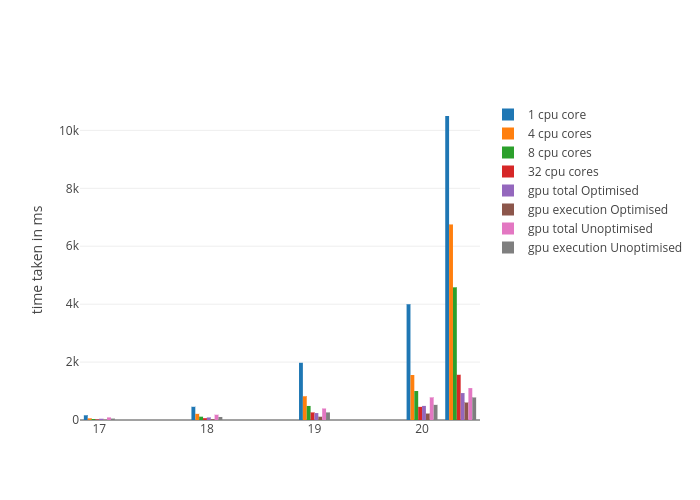 10k
8k
6k
4k
2k
0
time taken in ms
17
18
19
20
1 cpu core
4 cpu cores
8 cpu cores
32 cpu cores
gpu total Optimised
gpu execution Optimised
gpu total Unoptimised
gpu execution Unoptimised